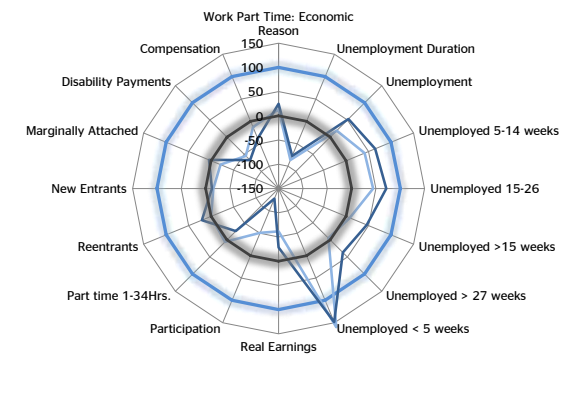 Work Part Time: Economic
Reason
Compensation
Unemployment Duration
Disability Payments
Unemployment
Marginally Attached
Unemployed 5-14 weeks
New Entrants
Unemployed 15-26
Reentrants
Unemployed >15 weeks
Part time 1-34Hrs.
Unemployed > 27 weeks
Participation
Unemployed < 5 weeks
Real Earnings
150
100
50
0
-50
-100
-150